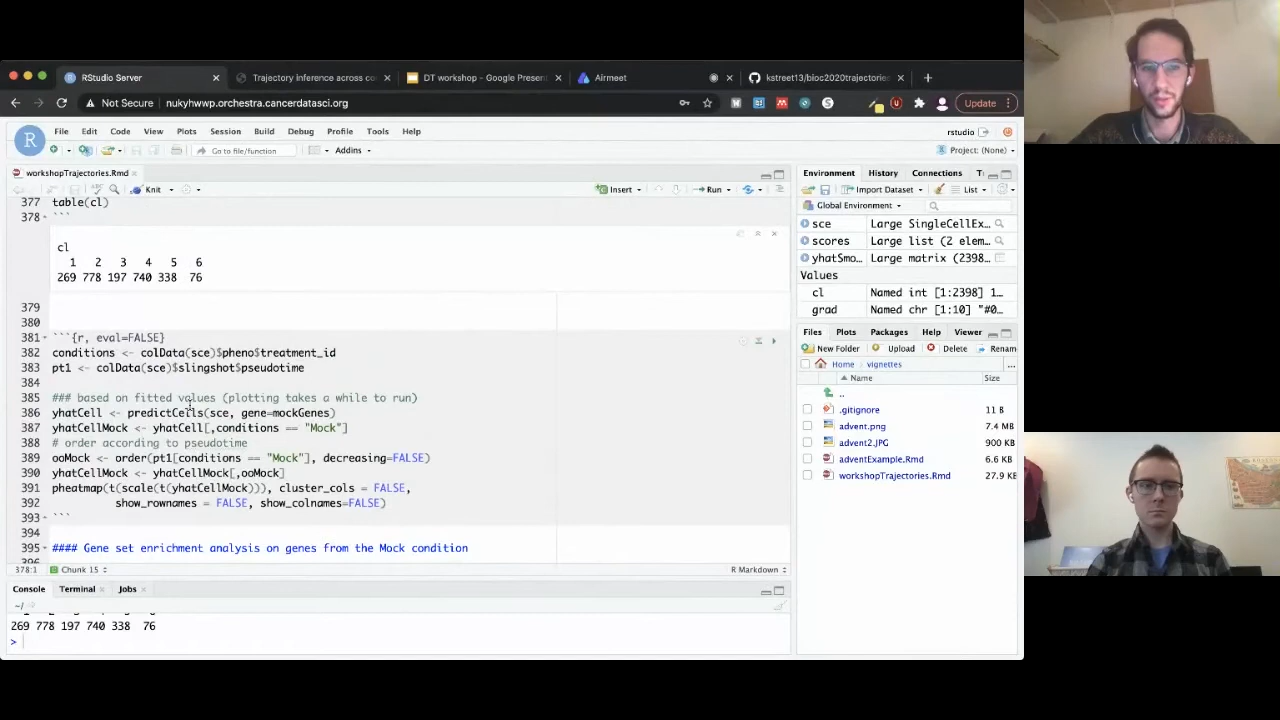 RStudio Server
Trajectory inference across co
DT workshop - Google Present
Airmeet
kstreet13/bioc2020trajectories
Not Secure
nukyhwwp.orchestra.cancerdatasci.org
Update
File Edit Code View Plots Session Build Debug Profile Tools Help
rstudio
Go to file/function
Addins
Project: (None)
workshopTrajectories.Rmd
Knit
Insert
Run
377 table(cl)
378 ```
cl
1 2 3 4 5 6
269 778 197 740 338 76
379
380
381 ```{r, eval=FALSE}
382 conditions <- colData(sce)$pheno$treatment_id
383 pt1 <- colData(sce)$slingshot$pseudotime
384
385 ### based on fitted values (plotting takes a while to run)
386 yhatCell <- predictCells(sce, gene=mockGenes)
387 yhatCellMock <- yhatCell[,conditions == "Mock"]
388 # order according to pseudotime
389 ooMock <- order(pt1[conditions == "Mock"], decreasing=FALSE)
390 yhatCellMock <- yhatCellMock[,ooMock]
391 pheatmap(t(scale(t(yhatCellMock))), cluster_cols = FALSE,
392 show_rownames = FALSE, show_colnames=FALSE)
393 ```
394
395 #### Gene set enrichment analysis on genes from the Mock condition
378:1
Chunk 15
R Markdown
Console Terminal Jobs
~/
269 778 197 740 338 76
>
Environment History Connections
Import Dataset
List
Global Environment
sce Large SingleCellEx…
scores Large list (2 elem…
yhatSmo… Large matrix (2398…
Values
cl Named int [1:2398] 1…
grad Named chr [1:10] "#0…
Files Plots Packages Help Viewer
New Folder
Upload
Delete
Renam
Home
vignettes
...
Name
Size
..
.gitignore 11 B
advent.png 7.4 MB
advent2.JPG 900 KB
adventExample.Rmd 6.6 KB
workshopTrajectories.Rmd 27.9 K